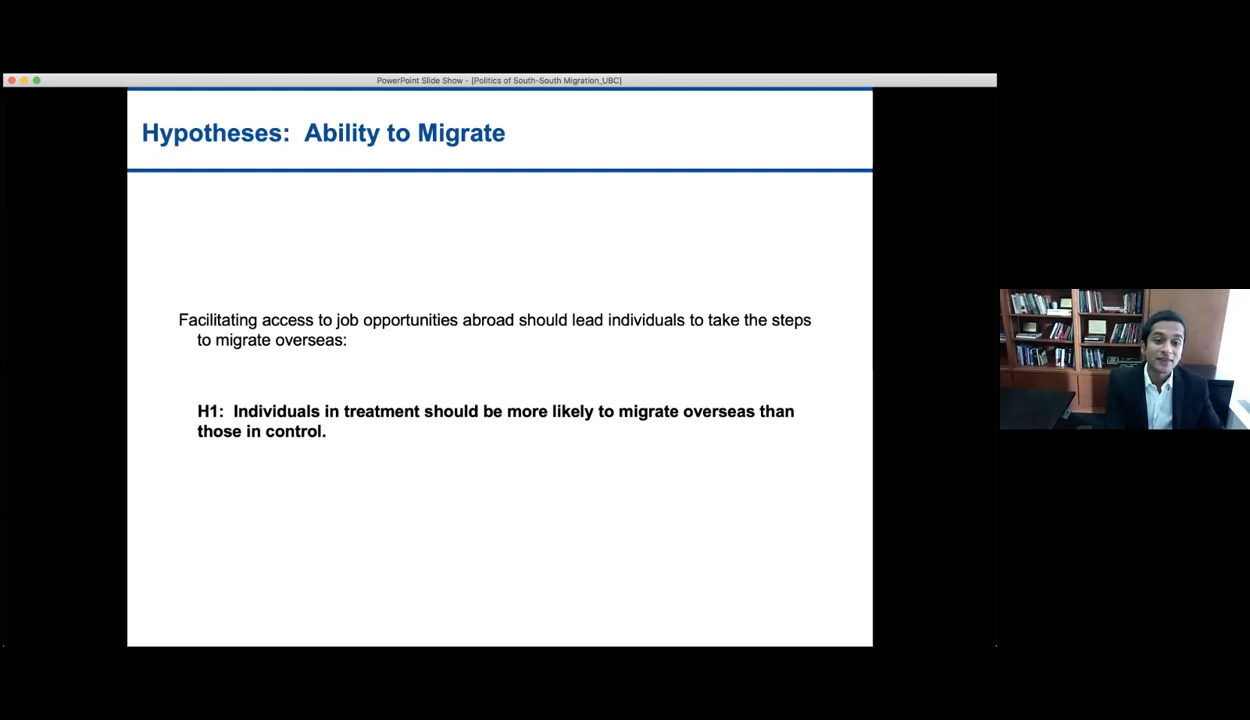 PowerPoint Slide Show - [Politics of South-South Migration_UBC]
Hypotheses:  Ability to Migrate
Facilitating access to job opportunities abroad should lead individuals to take the steps
to migrate overseas:
H1:  Individuals in treatment should be more likely to migrate overseas than
those in control.